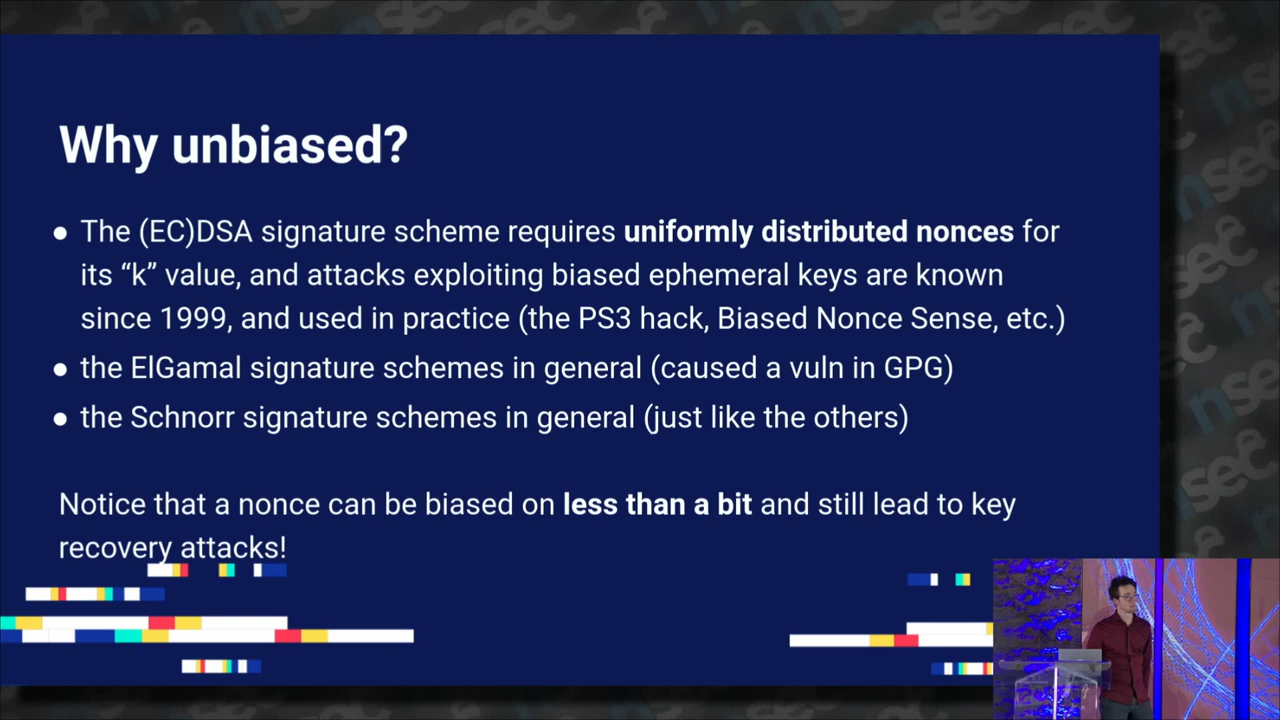 Why unbiased?
● The (EC)DSA signature scheme requires uniformly distributed nonces for
its “k” value, and attacks exploiting biased ephemeral keys are known
since 1999, and used in practice (the PS3 hack, Biased Nonce Sense, etc.)
● the ElGamal signature schemes in general (caused a vuln in GPG)
● the Schnorr signature schemes in general (just like the others)
Notice that a nonce can be biased on less than a bit and still lead to key
recovery attacks!
nsec